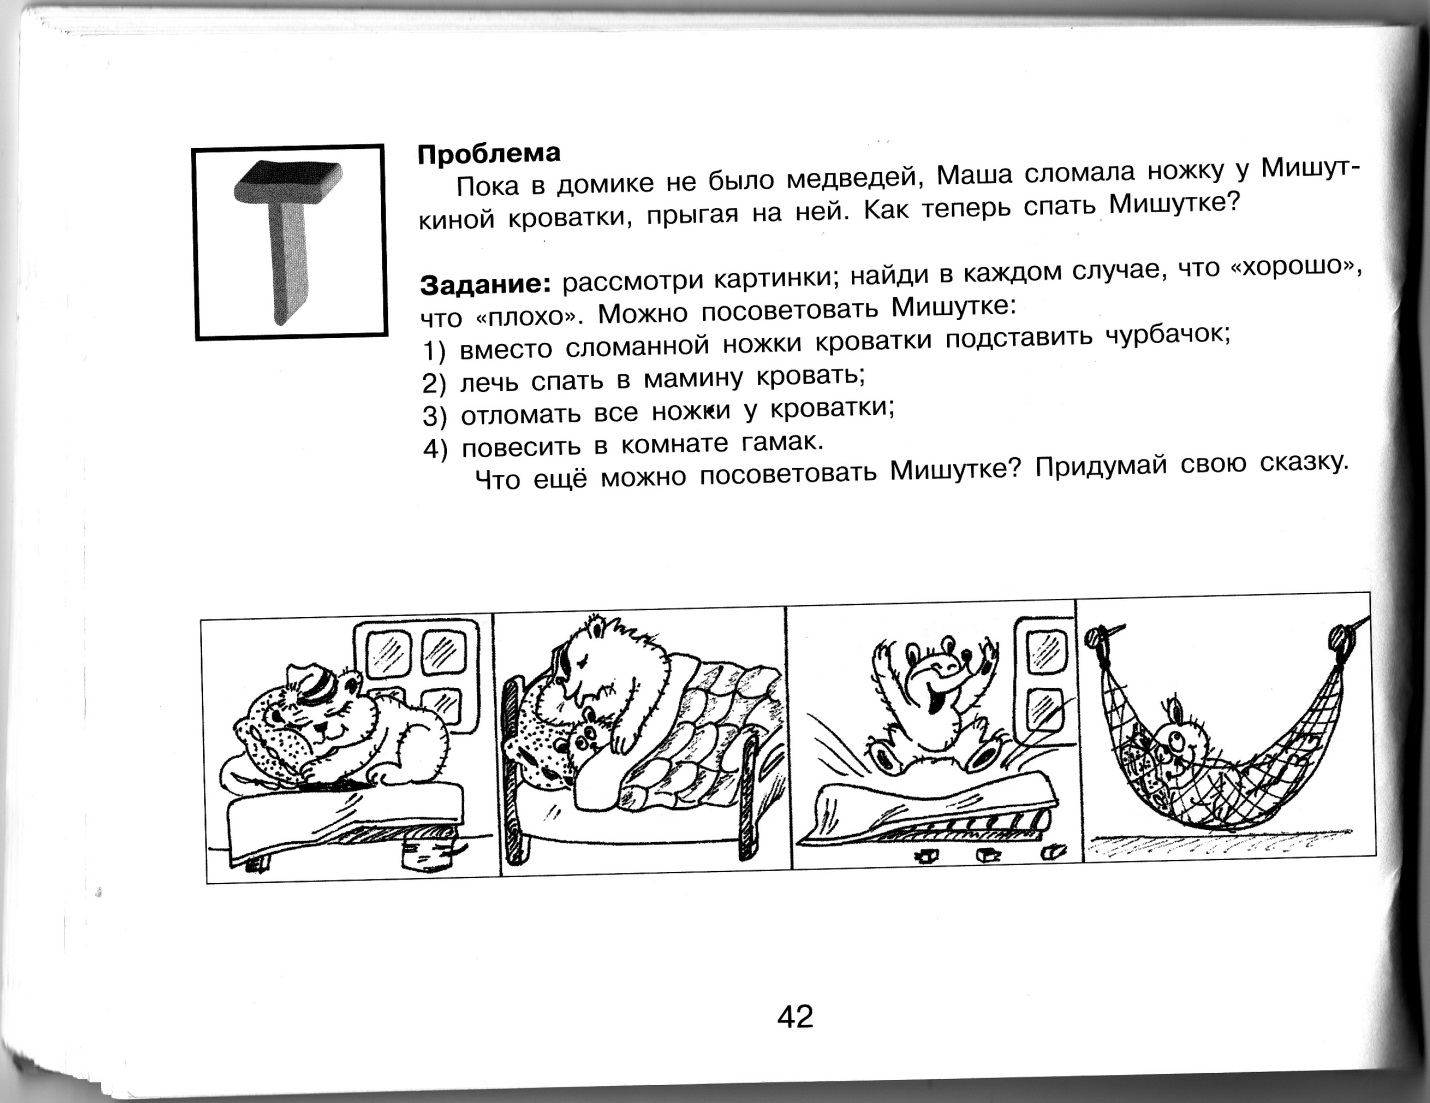 Проблема
Пока в домике не было медведей, Маша сломала ножку у Мишут-
киной кроватки, прыгая на ней. Как теперь спать Мишутке?
Задание: рассмотри картинки; найди в каждом случае, что «хорошо»,
что «плохо». Можно посоветовать Мишутке:
1) вместо сломанной ножки кроватки подставить чурбачок;
2) лечь спать в мамину кровать;
3) отломать все ножки у кроватки;
4) повесить в комнате гамак.
Что ещё можно посоветовать Мишутке? Придумай свою сказку.
42